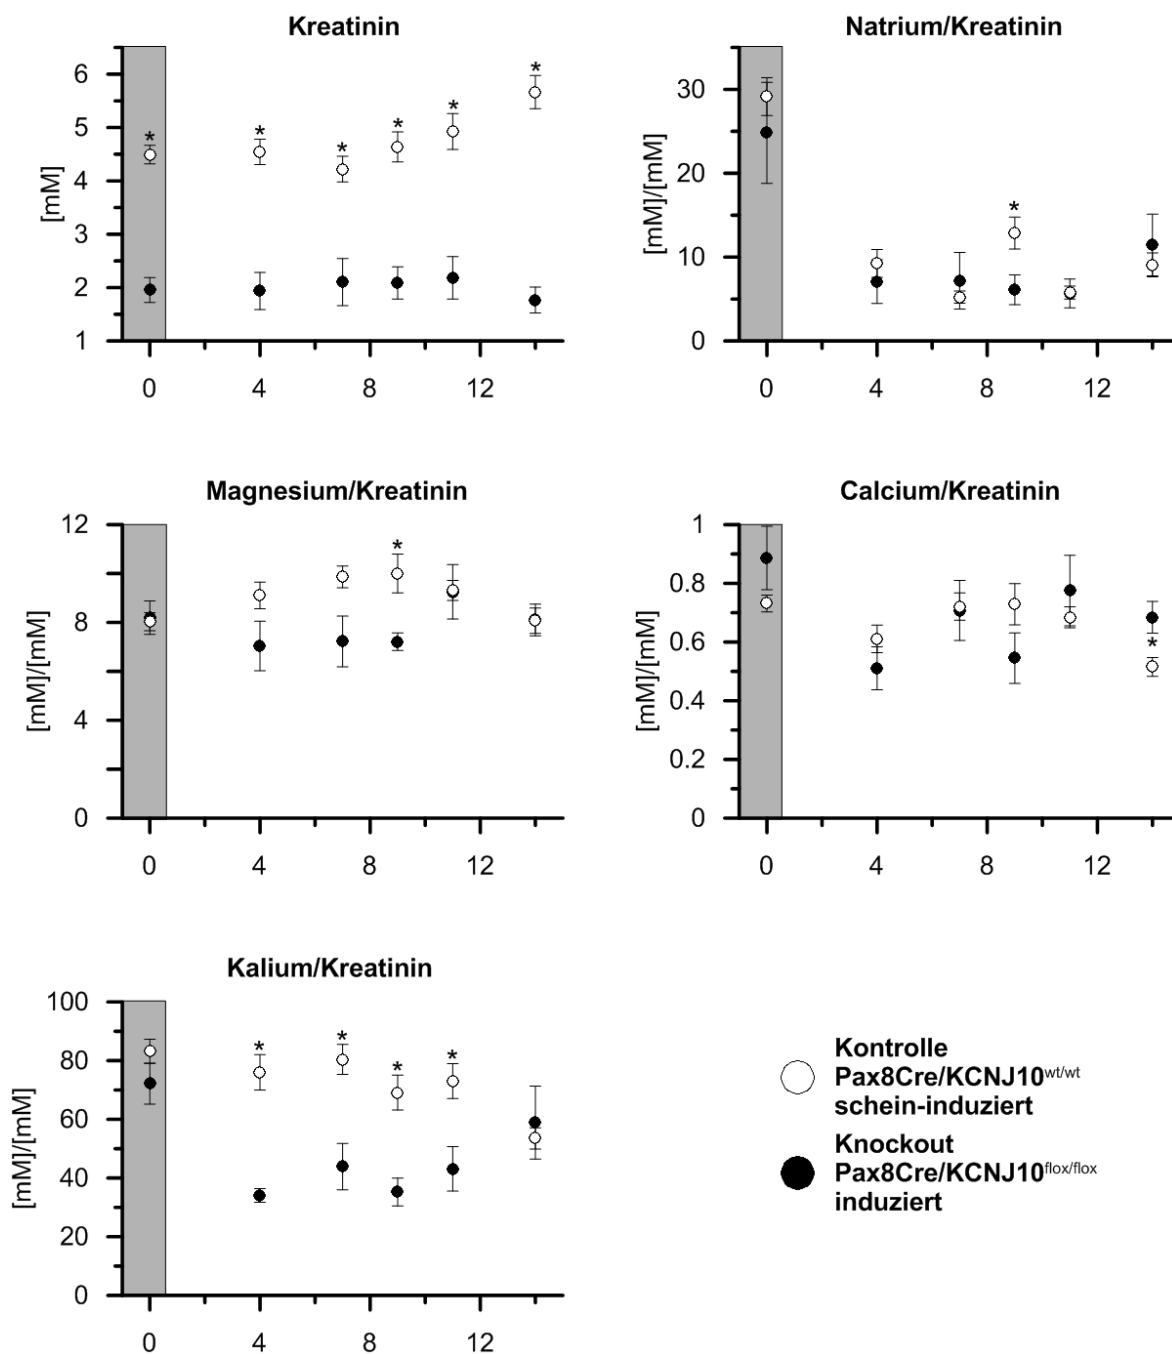 Kreatinin
[mM]
6
5
4
3
2
1
* * * * * *
0 4 8 12
Natrium/Kreatinin
[mM]/[mM]
30
20
10
0
*
0 4 8 12
Magnesium/Kreatinin
[mM]/[mM]
12
8
4
0
*
0 4 8 12
Calcium/Kreatinin
[mM]/[mM]
1
0.8
0.6
0.4
0.2
0
*
0 4 8 12
Kalium/Kreatinin
[mM]/[mM]
100
80
60
40
20
0
* * * *
0 4 8 12
Kontrolle
Pax8Cre/KCNJ10wt/wt
schein-induziert
Knockout
Pax8Cre/KCNJ10flox/flox
induziert